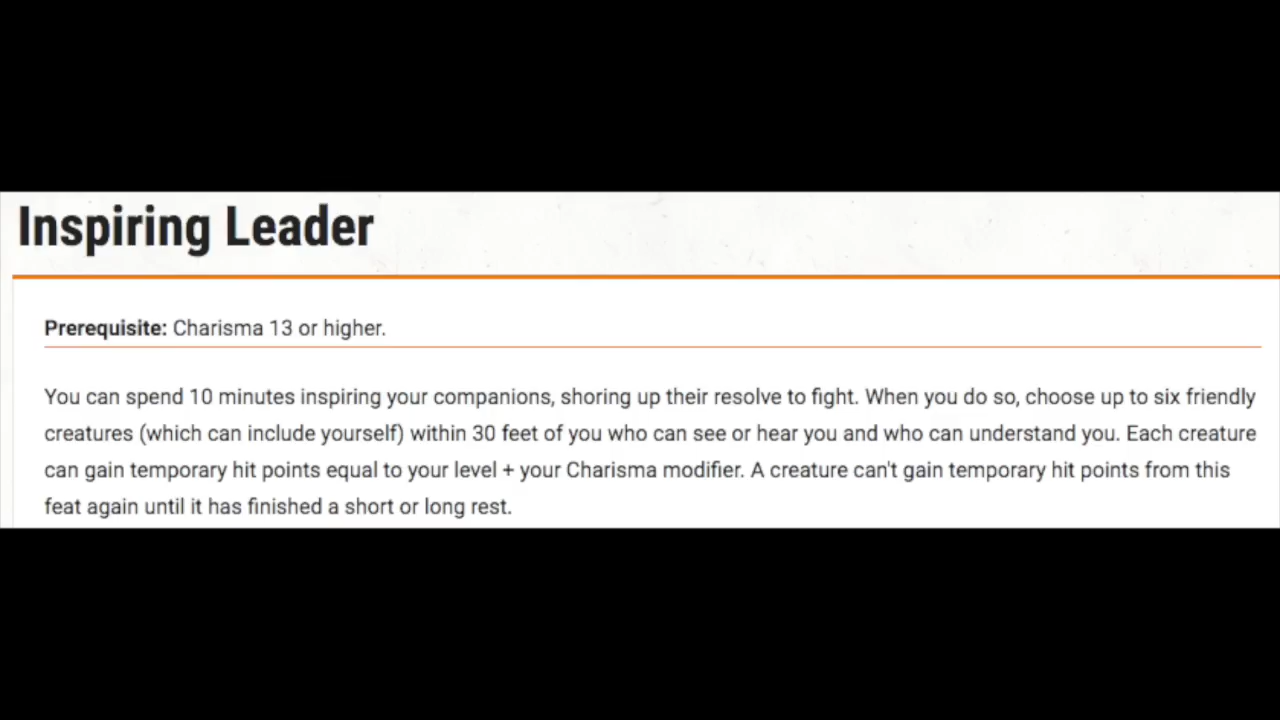 Inspiring Leader
Prerequisite: Charisma 13 or higher.
You can spend 10 minutes inspiring your companions, shoring up their resolve to fight. When you do so, choose up to six friendly
creatures (which can include yourself) within 30 feet of you who can see or hear you and who can understand you. Each creature
can gain temporary hit points equal to your level + your Charisma modifier. A creature can't gain temporary hit points from this
feat again until it has finished a short or long rest.